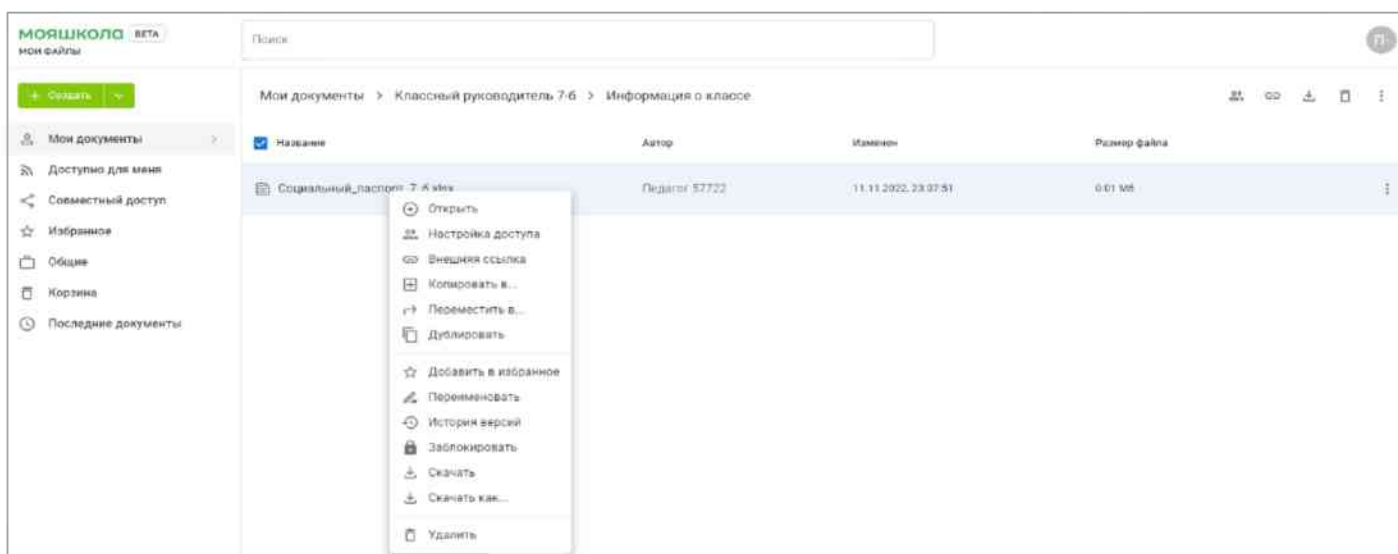 МОЯШКОЛА BETA
МОИ ФАЙЛЫ
Поиск
П-
+ Создать
Мои документы > Классный руководитель 7-б > Информация о классе
Мои документы
Доступно для меня
Совместный доступ
Избранное
Общие
Корзина
Последние документы
Название Автор Изменен Размер файла
Социальный_паспорт_7_б.xlsx Педагог 57722 11.11.2022, 23:37:51 0.01 Мб
Открыть
Настройка доступа
Внешняя ссылка
Копировать в...
Переместить в...
Дублировать
Добавить в избранное
Переименовать
История версий
Заблокировать
Скачать
Скачать как...
Удалить